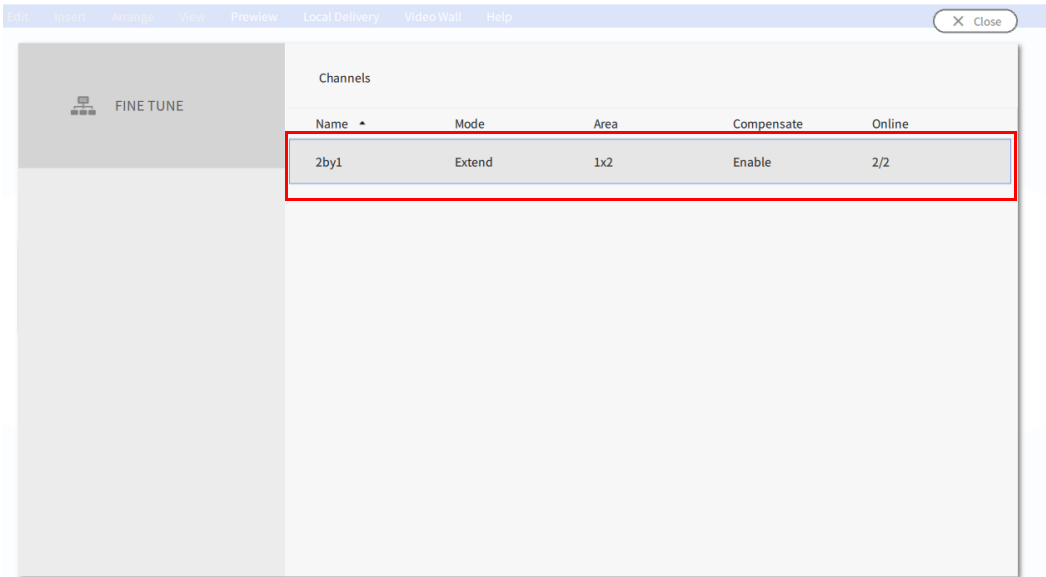 Edit Insert Arrange View Prewiew Local Delivery Video Wall Help
Close
FINE TUNE
Channels
Name Mode Area Compensate Online
2by1 Extend 1x2 Enable 2/2